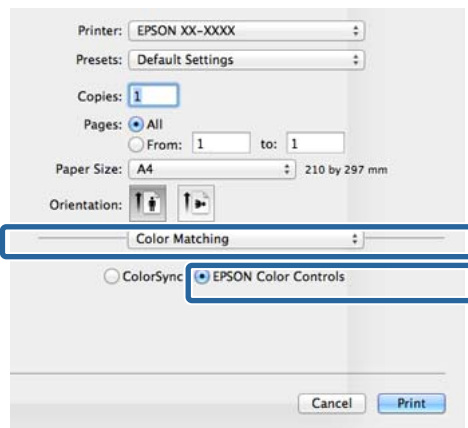 Printer: EPSON XX-XXXX
Presets: Default Settings
Copies: 1
Pages: All
From: 1 to: 1
Paper Size: A4 210 by 297 mm
Orientation:
Color Matching
ColorSync EPSON Color Controls
Cancel Print